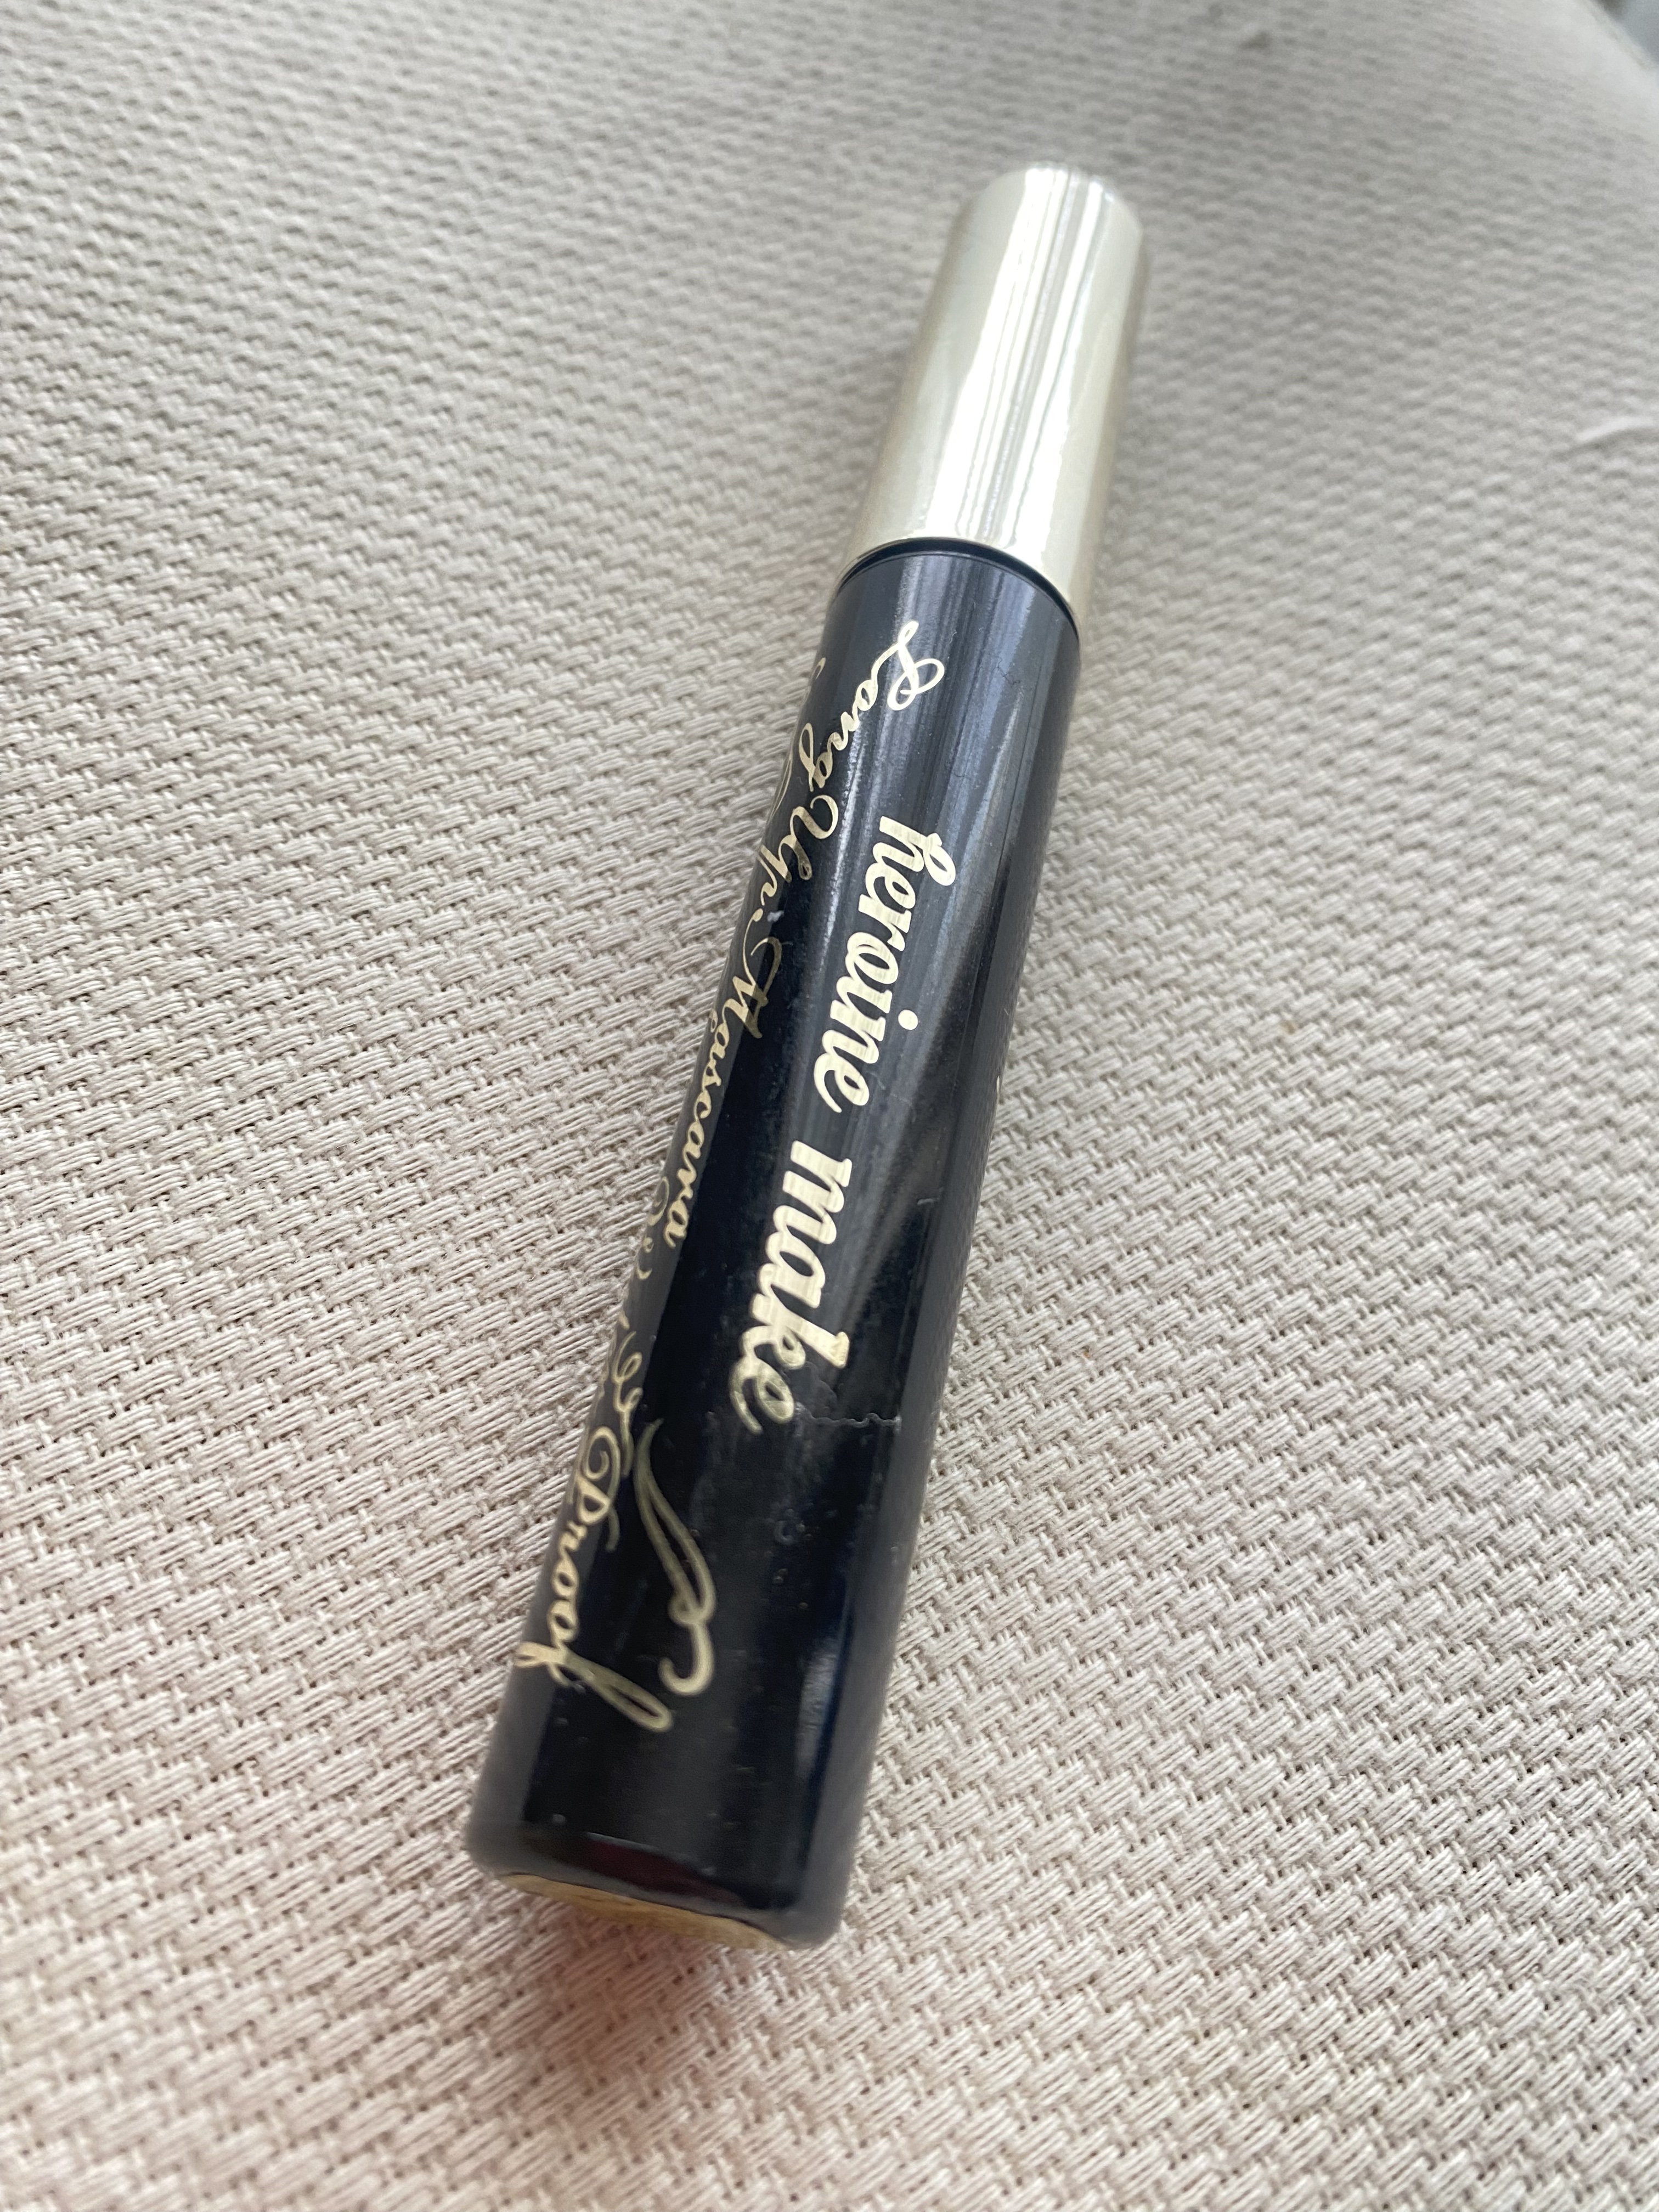 heroine make
Long Up Mascara
Proof